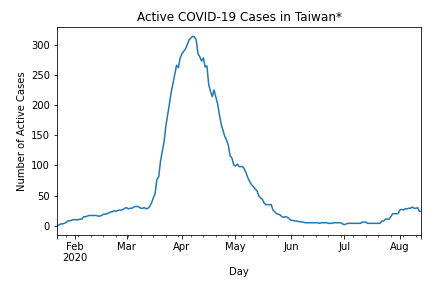 Active COVID-19 Cases in Taiwan*
Number of Active Cases
300
250
200
150
100
50
0
Feb Mar Apr May Jun Jul Aug
2020
Day